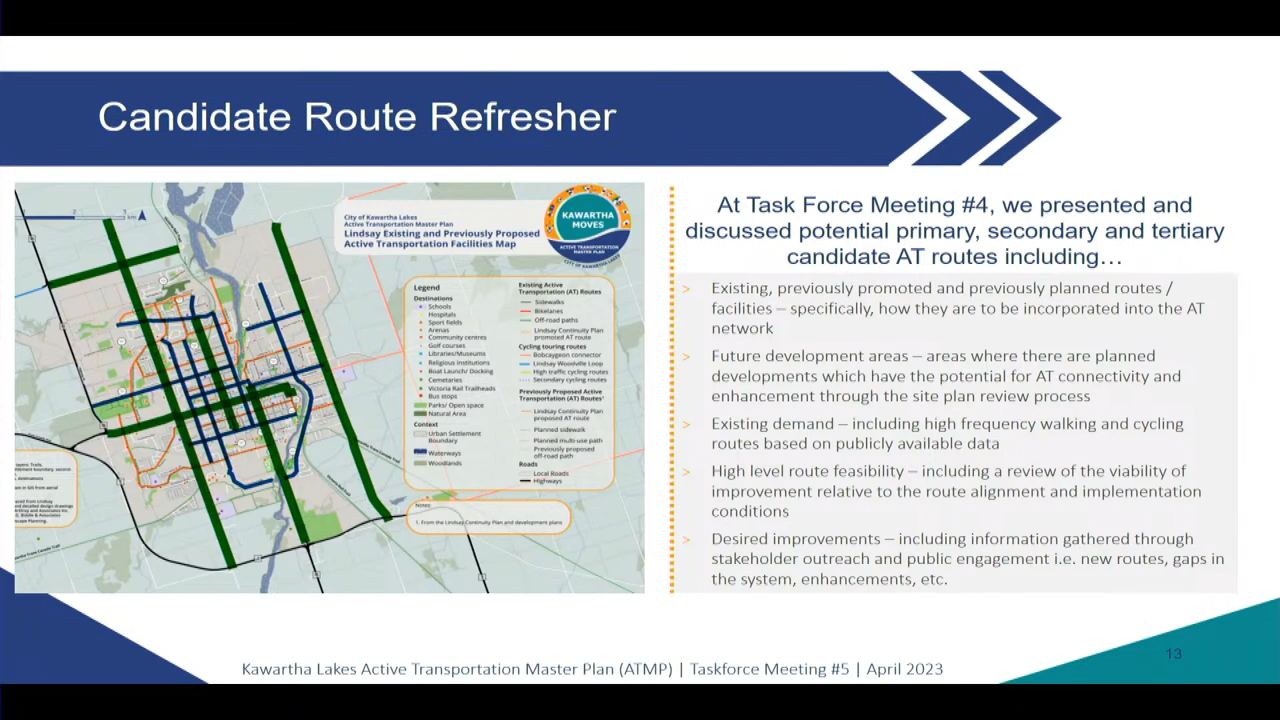 Candidate Route Refresher
City of Kawartha Lakes
Active Transportation Master Plan
Lindsay Existing and Previously Proposed
Active Transportation Facilities Map
KAWARTHA
MOVES
ACTIVE TRANSPORTATION
MASTER PLAN
CITY OF KAWARTHA LAKES
km
Legend
Destinations
Schools
Hospitals
Sport fields
Arenas
Community centres
Golf courses
Libraries/Museums
Religious institutions
Boat Launch/ Docking
Cemetaries
Victoria Rail Trailheads
Bus stops
Parks/ Open space
Natural Area
Context
Urban Settlement
Boundary
Waterways
Woodlands
Existing Active
Transportation (AT) Routes
Sidewalks
Bikelanes
Off-road paths
Lindsay Continuity Plan
promoted AT route
Cycling touring routes
Bobcaygeon connector
Lindsay Woodville Loop
High traffic cycling routes
Secondary cycling routes
Previously Proposed Active
Transportation (AT) Routes¹
Lindsay Continuity Plan
proposed AT route
Planned sidewalk
Planned multi-use path
Previously proposed
off-road path
Roads
Local Roads
Highways
Notes:
1. From the Lindsay Continuity Plan and development plans
At Task Force Meeting #4, we presented and
discussed potential primary, secondary and tertiary
candidate AT routes including…
> Existing, previously promoted and previously planned routes /
facilities – specifically, how they are to be incorporated into the AT
network
> Future development areas – areas where there are planned
developments which have the potential for AT connectivity and
enhancement through the site plan review process
> Existing demand – including high frequency walking and cycling
routes based on publicly available data
> High level route feasibility – including a review of the viability of
improvement relative to the route alignment and implementation
conditions
> Desired improvements – including information gathered through
stakeholder outreach and public engagement i.e. new routes, gaps in
the system, enhancements, etc.
13
Kawartha Lakes Active Transportation Master Plan (ATMP) | Taskforce Meeting #5 | April 2023